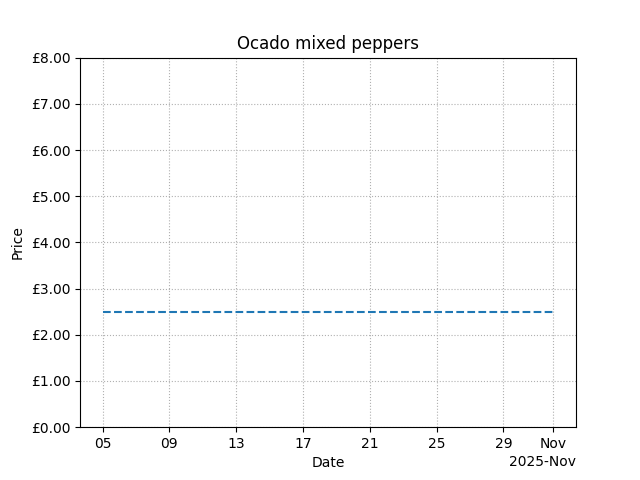 Ocado mixed peppers
£8.00
£7.00
£6.00
£5.00
£4.00
£3.00
£2.00
£1.00
£0.00
Price
05 09 13 17 21 25 29 Nov
Date
2025-Nov